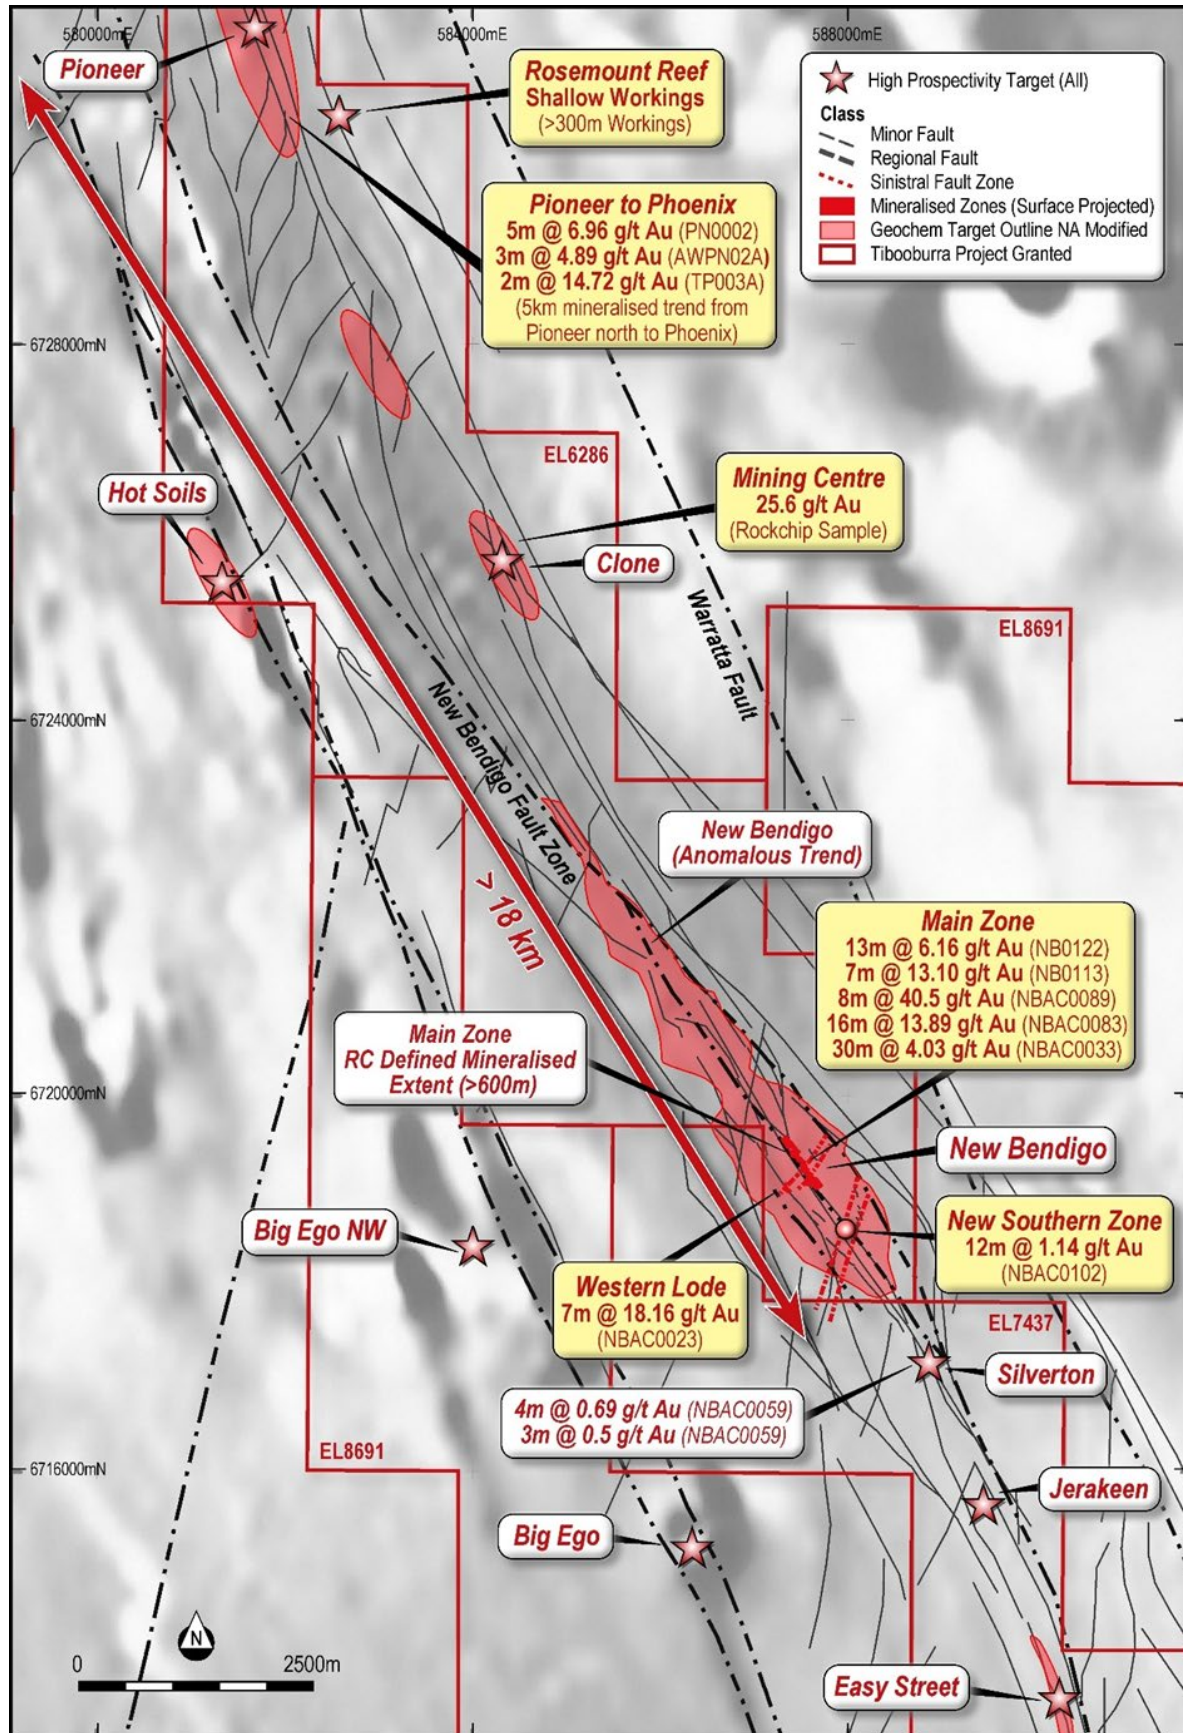 580000mE
584000mE
588000mE
Pioneer
Rosemount Reef
Shallow Workings
(>300m Workings)
High Prospectivity Target (All)
Class
Minor Fault
Regional Fault
Sinistral Fault Zone
Mineralised Zones (Surface Projected)
Geochem Target Outline NA Modified
Tibooburra Project Granted
Pioneer to Phoenix
5m @ 6.96 g/t Au (PN0002)
3m @ 4.89 g/t Au (AWPN02A)
2m @ 14.72 g/t Au (TP003A)
(5km mineralised trend from
Pioneer north to Phoenix)
6728000mN
EL6286
Mining Centre
25.6 g/t Au
(Rockchip Sample)
Hot Soils
Clone
Warratta Fault
EL8691
6724000mN
New Bendigo Fault Zone
New Bendigo
(Anomalous Trend)
> 18 km
Main Zone
13m @ 6.16 g/t Au (NB0122)
7m @ 13.10 g/t Au (NB0113)
8m @ 40.5 g/t Au (NBAC0089)
16m @ 13.89 g/t Au (NBAC0083)
30m @ 4.03 g/t Au (NBAC0033)
Main Zone
RC Defined Mineralised
Extent (>600m)
6720000mN
New Bendigo
Big Ego NW
New Southern Zone
12m @ 1.14 g/t Au
(NBAC0102)
Western Lode
7m @ 18.16 g/t Au
(NBAC0023)
EL7437
Silverton
4m @ 0.69 g/t Au (NBAC0059)
3m @ 0.5 g/t Au (NBAC0059)
EL8691
6716000mN
Jerakeen
Big Ego
N
0 2500m
Easy Street